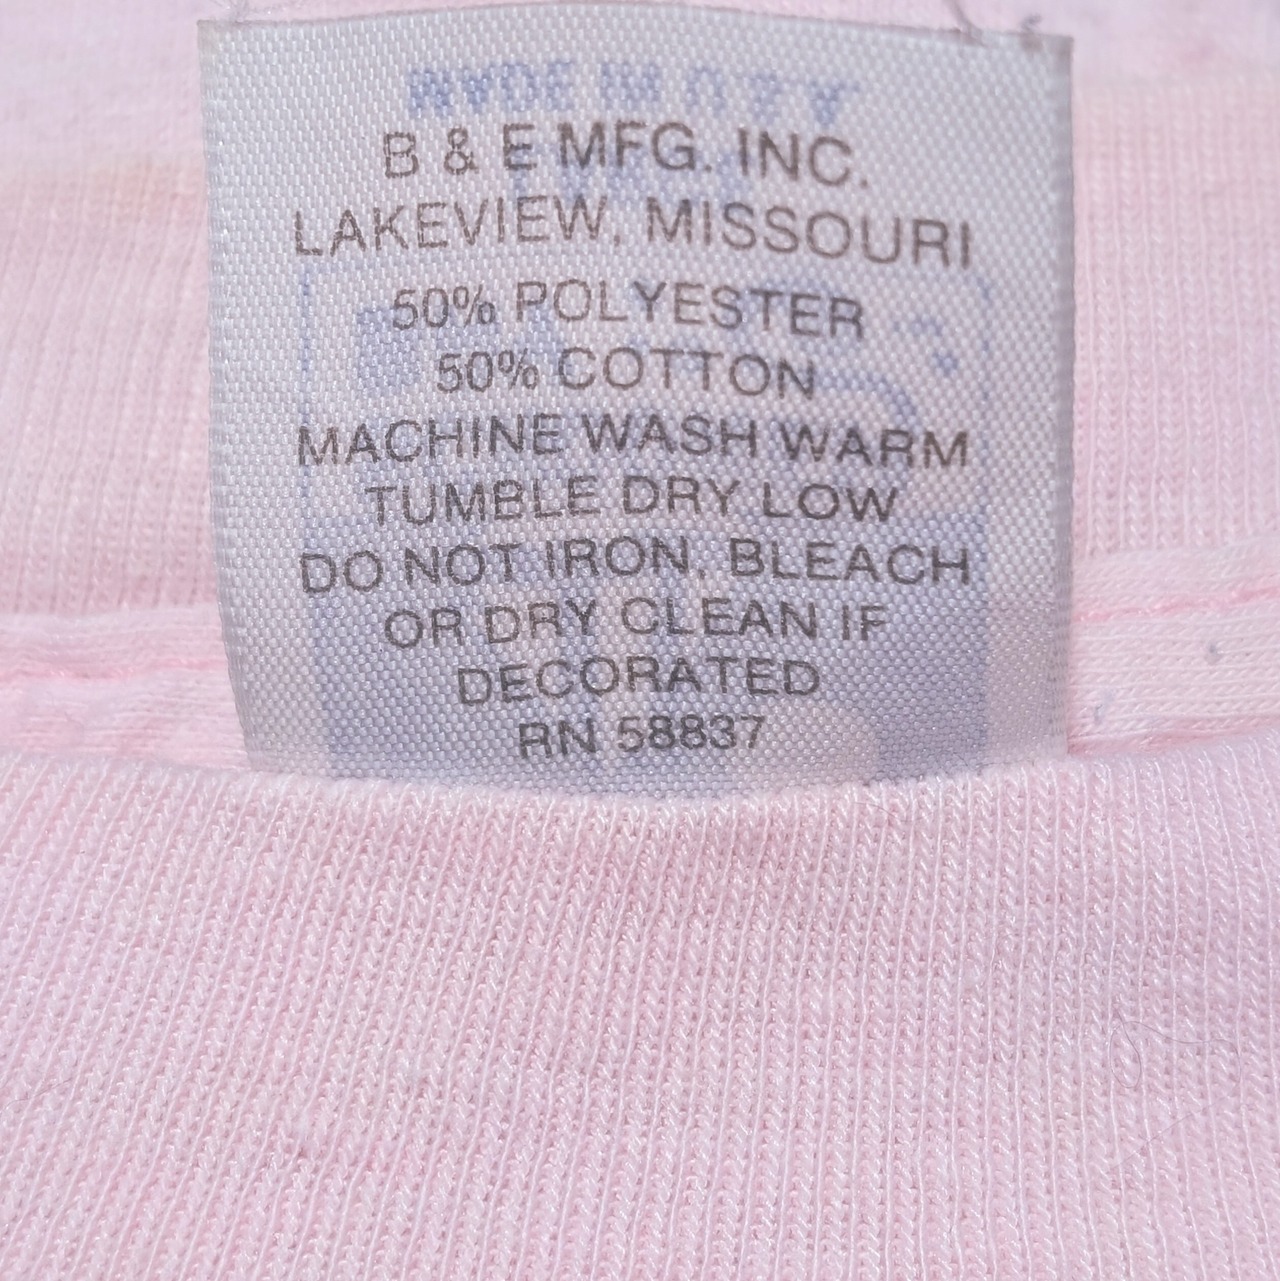 B & E MFG. INC.
LAKEVIEW, MISSOURI
50% POLYESTER
50% COTTON
MACHINE WASH WARM
TUMBLE DRY LOW
DO NOT IRON, BLEACH
OR DRY CLEAN IF
DECORATED
RN 58837